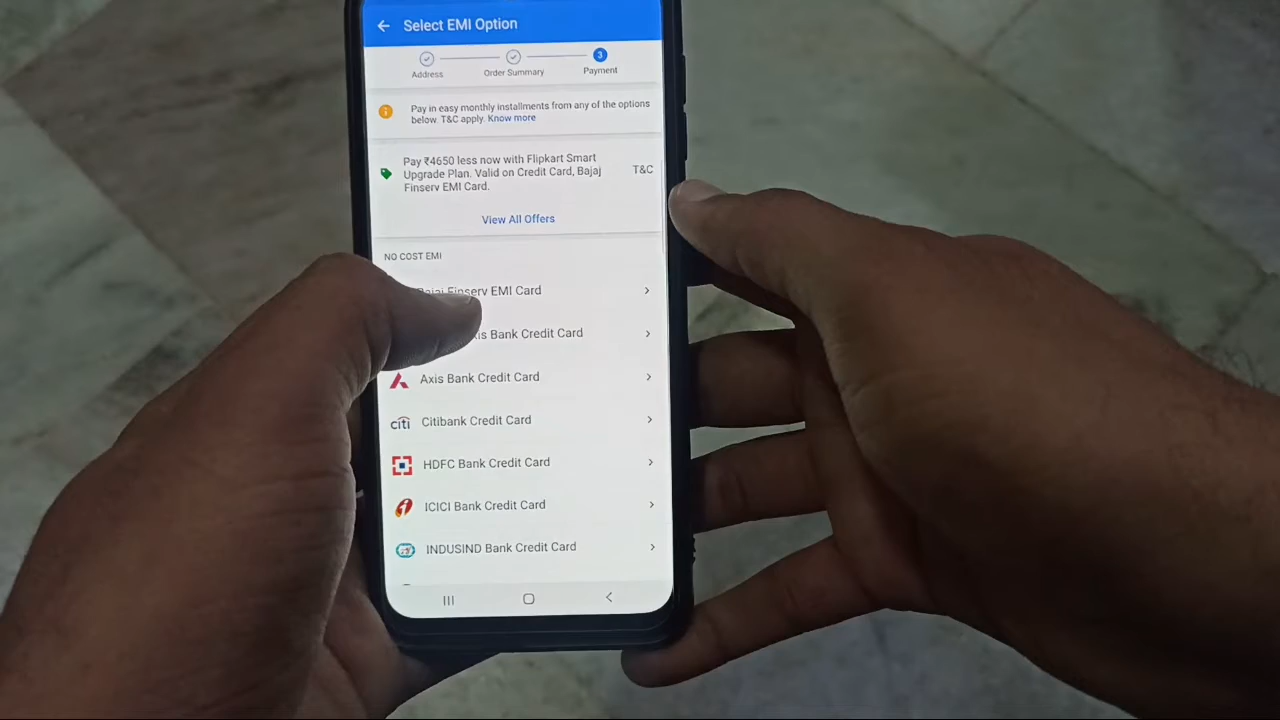 Select EMI Option
3
Address
Order Summary
Payment
Pay in easy monthly installments from any of the options
below. T&C apply. Know more
Pay ₹4650 less now with Flipkart Smart
Upgrade Plan. Valid on Credit Card, Bajaj
Finserv EMI Card.
T&C
View All Offers
NO COST EMI
Finserv EMI Card
Bank Credit Card
Axis Bank Credit Card
citi Citibank Credit Card
HDFC Bank Credit Card
ICICI Bank Credit Card
INDUSIND Bank Credit Card